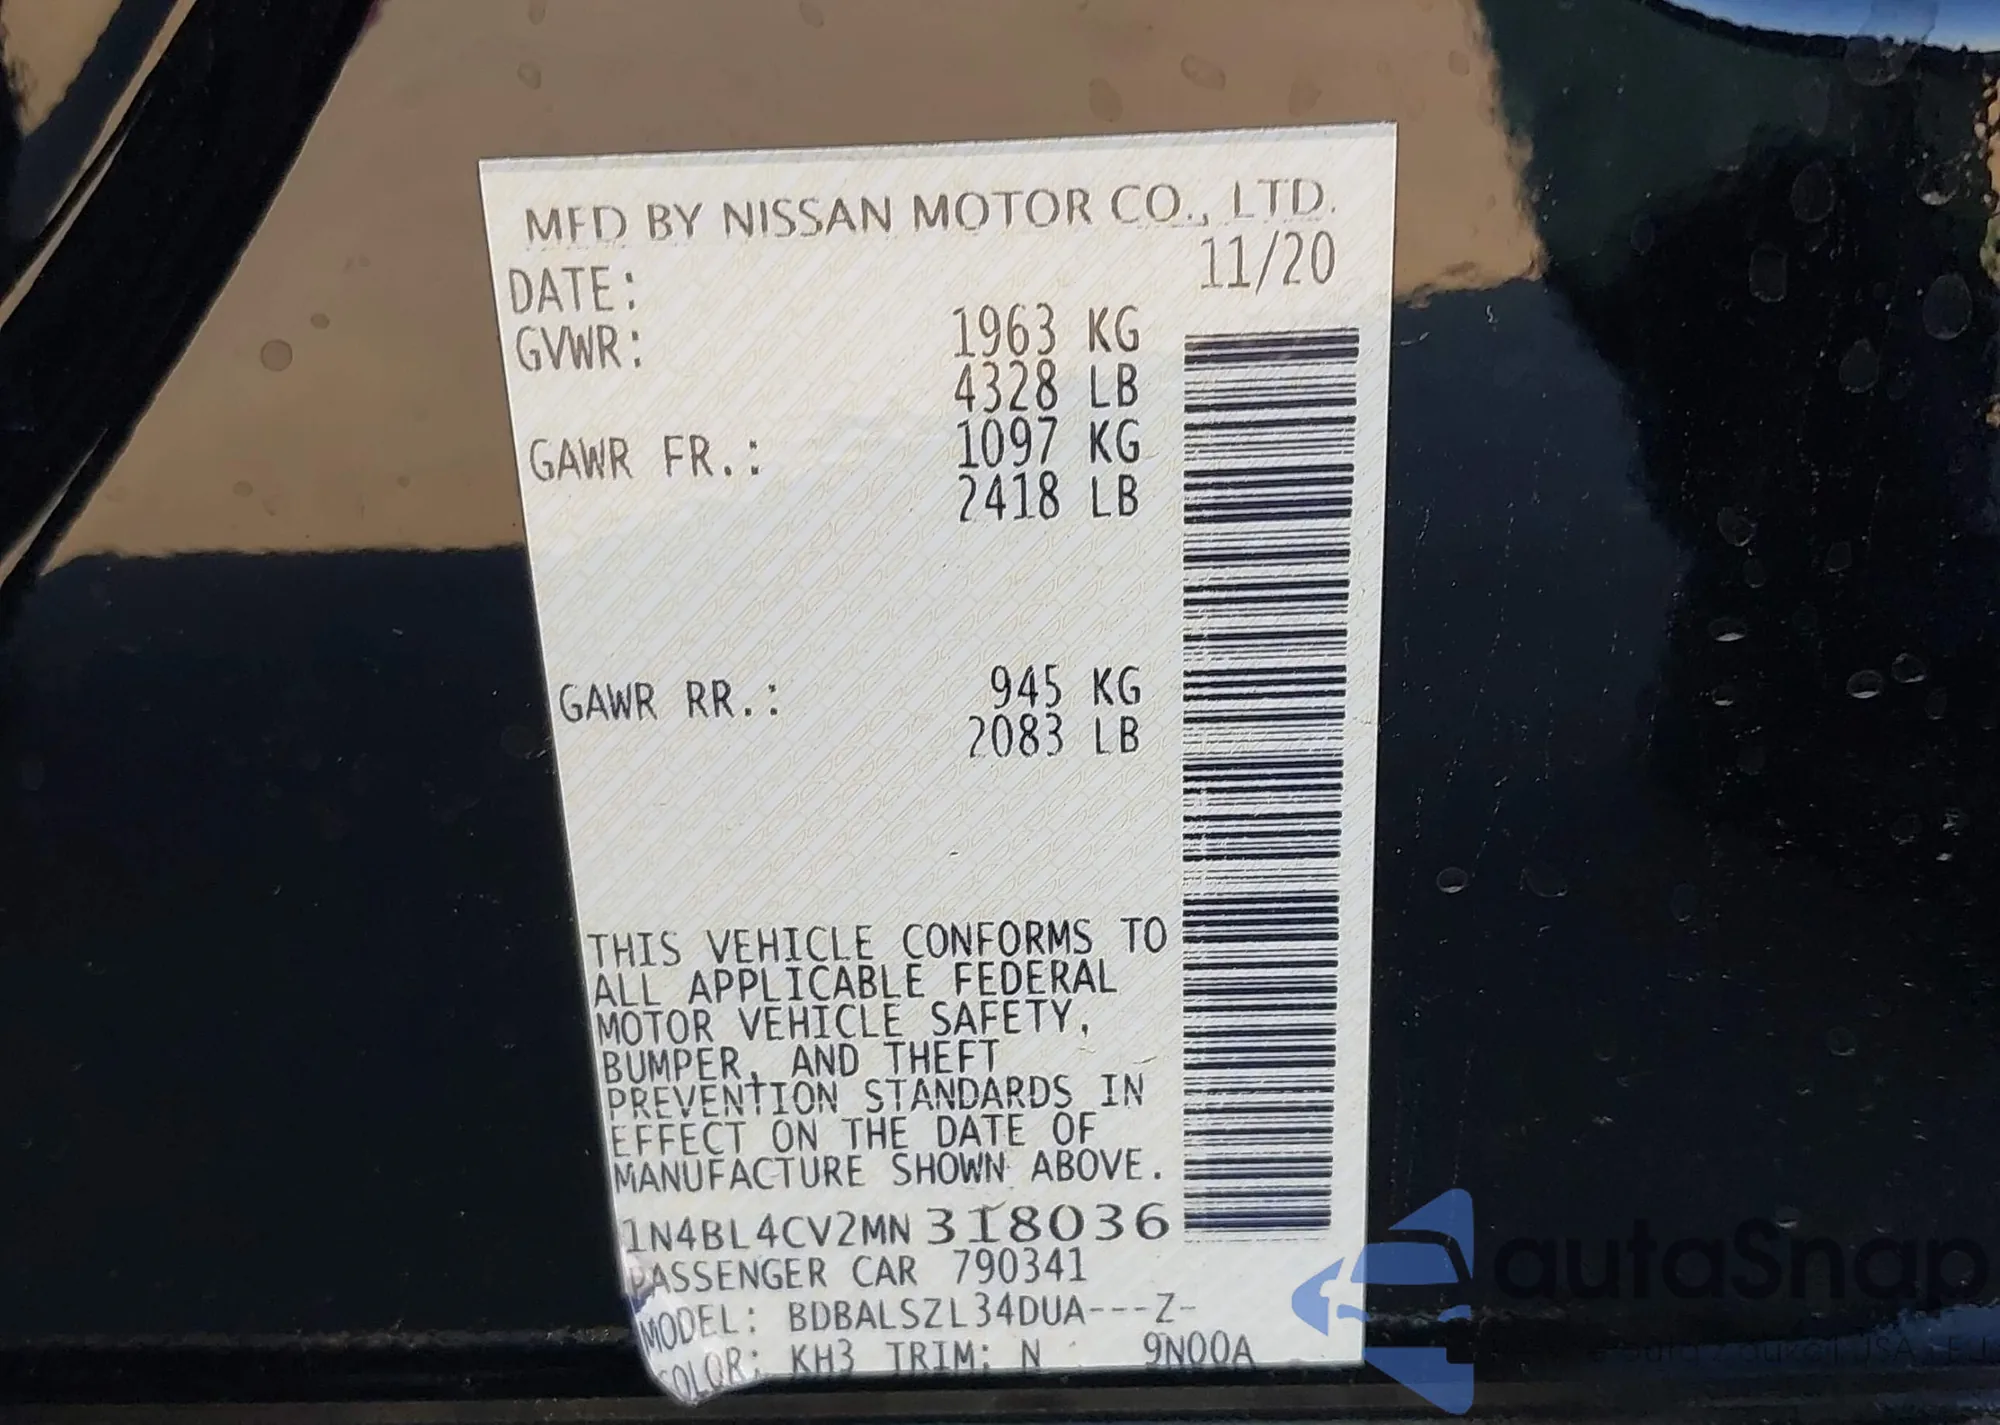 MFD BY NISSAN MOTOR CO., LTD.
DATE: 11/20
GVWR: 1963 KG
4328 LB
GAWR FR.: 1097 KG
2418 LB
GAWR RR.: 945 KG
2083 LB
THIS VEHICLE CONFORMS TO
ALL APPLICABLE FEDERAL
MOTOR VEHICLE SAFETY,
BUMPER, AND THEFT
PREVENTION STANDARDS IN
EFFECT ON THE DATE OF
MANUFACTURE SHOWN ABOVE.
1N4BL4CV2MN318036
PASSENGER CAR 790341
MODEL: BDBALSZL34DUA---Z-
COLOR: KH3 TRIM: N 9N00A
autaSnap